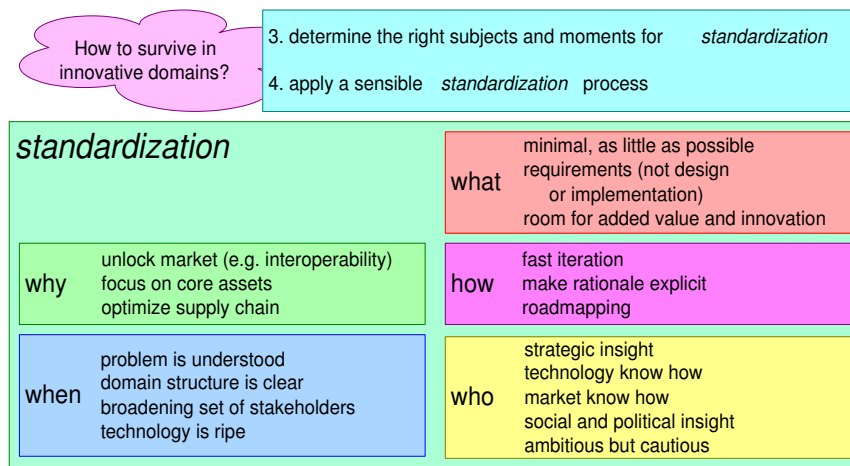 How to survive in
innovative domains?
3. determine the right subjects and moments for standardization
4. apply a sensible standardization process
standardization
what
minimal, as little as possible
requirements (not design
or implementation)
room for added value and innovation
why
unlock market (e.g. interoperability)
focus on core assets
optimize supply chain
how
fast iteration
make rationale explicit
roadmapping
when
problem is understood
domain structure is clear
broadening set of stakeholders
technology is ripe
who
strategic insight
technology know how
market know how
social and political insight
ambitious but cautious